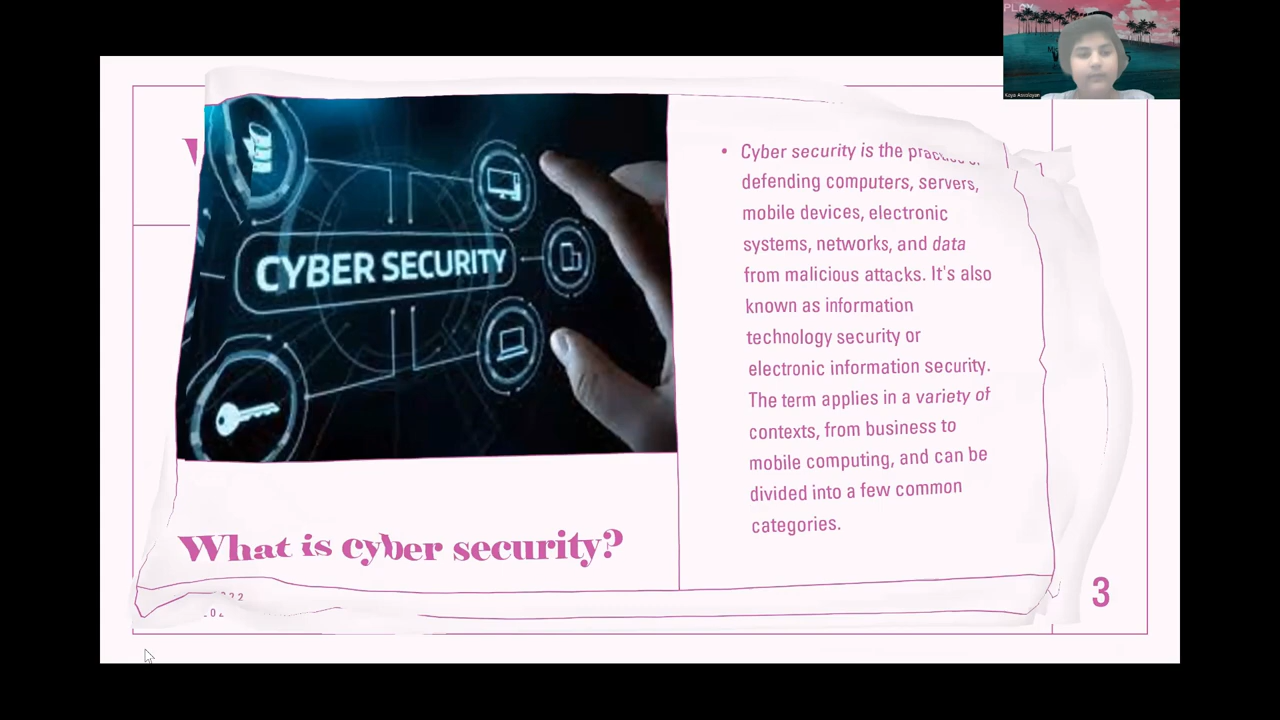 PLAY
CYBER SECURITY
Cyber security is the
defending computers, servers,
mobile devices, electronic
systems, networks, and data
from malicious attacks. It's also
known as information
technology security or
electronic information security.
The term applies in a variety of
contexts, from business to
mobile computing, and can be
divided into a few common
categories.
What is cyber security?
3